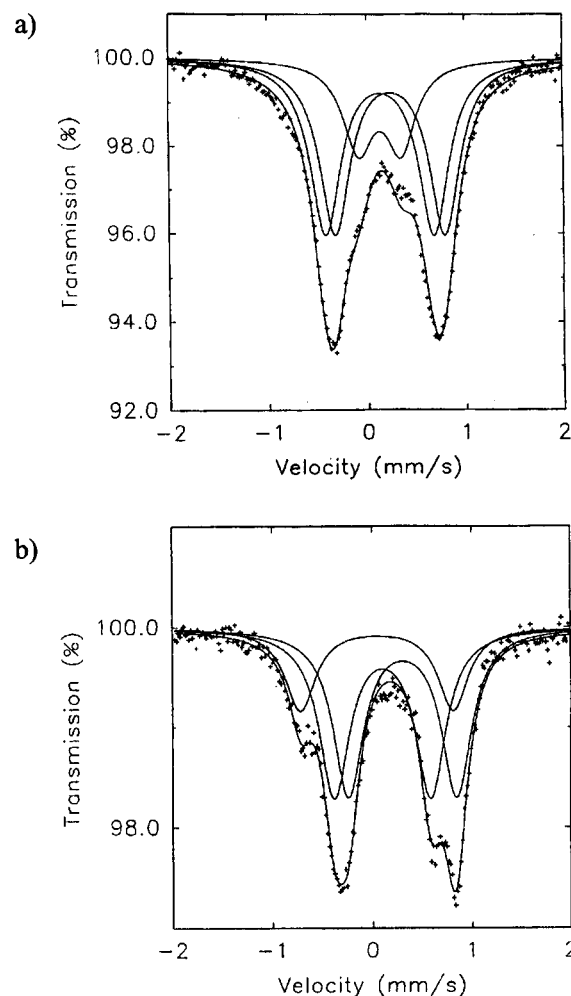 a)
100.0
98.0
96.0
94.0
92.0
Transmission (%)
-2
-1
0
1
2
Velocity (mm/s)
b)
100.0
98.0
Transmission (%)
-2
-1
0
1
2
Velocity (mm/s)